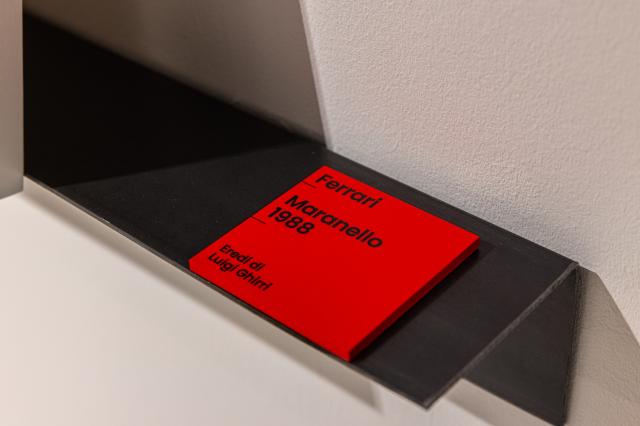 Ferrari
Maranello
1988
Eredi di
Luigi Ghirri